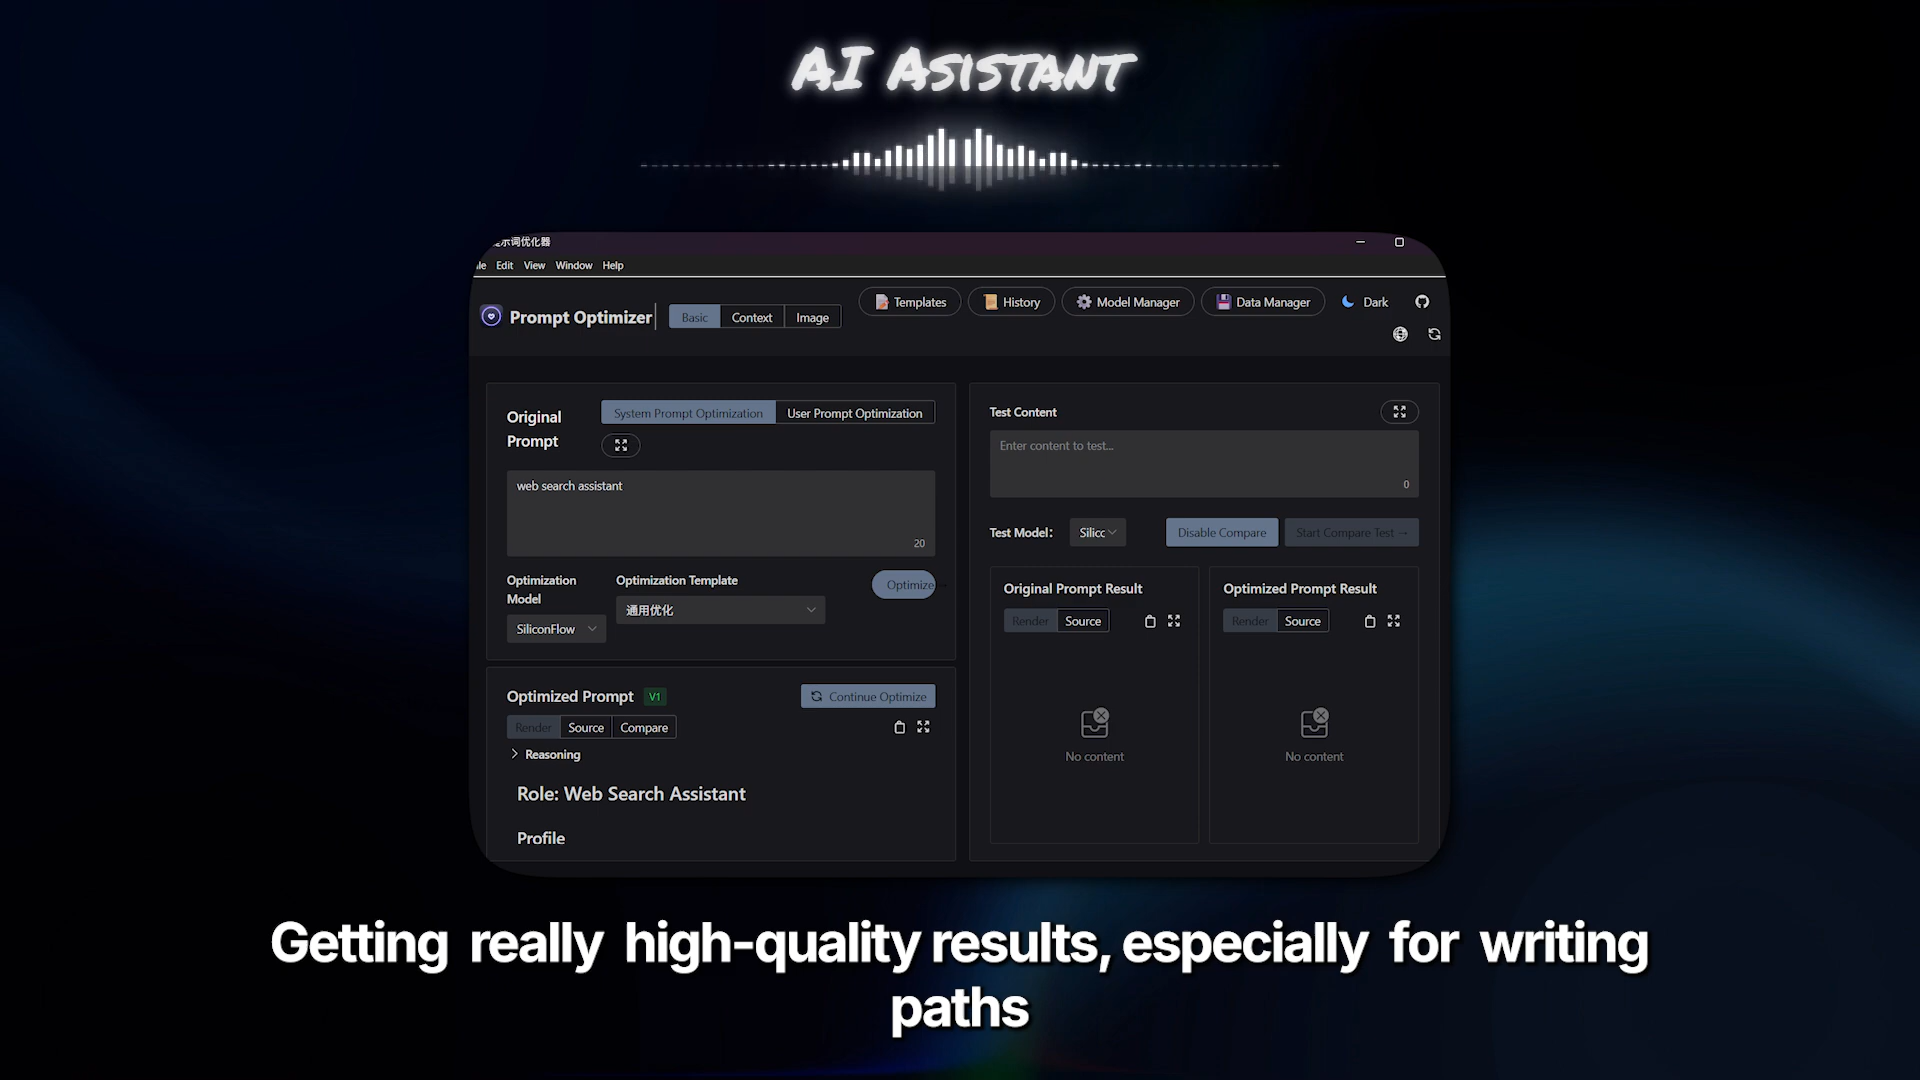 AI ASISTANT
示词优化器
Edit View Window Help
Prompt Optimizer
Basic Context Image
Templates History Model Manager Data Manager Dark
Original Prompt
System Prompt Optimization User Prompt Optimization
web search assistant
20
Optimization Model
Optimization Template
Optimize
SiliconFlow
通用优化
Optimized Prompt V1
Continue Optimize
Render Source Compare
Reasoning
Role: Web Search Assistant
Profile
Test Content
Enter content to test...
0
Test Model:
Silicc
Disable Compare Start Compare Test →
Original Prompt Result
Render Source
No content
Optimized Prompt Result
Render Source
No content
Getting really high-quality results, especially for writing
paths